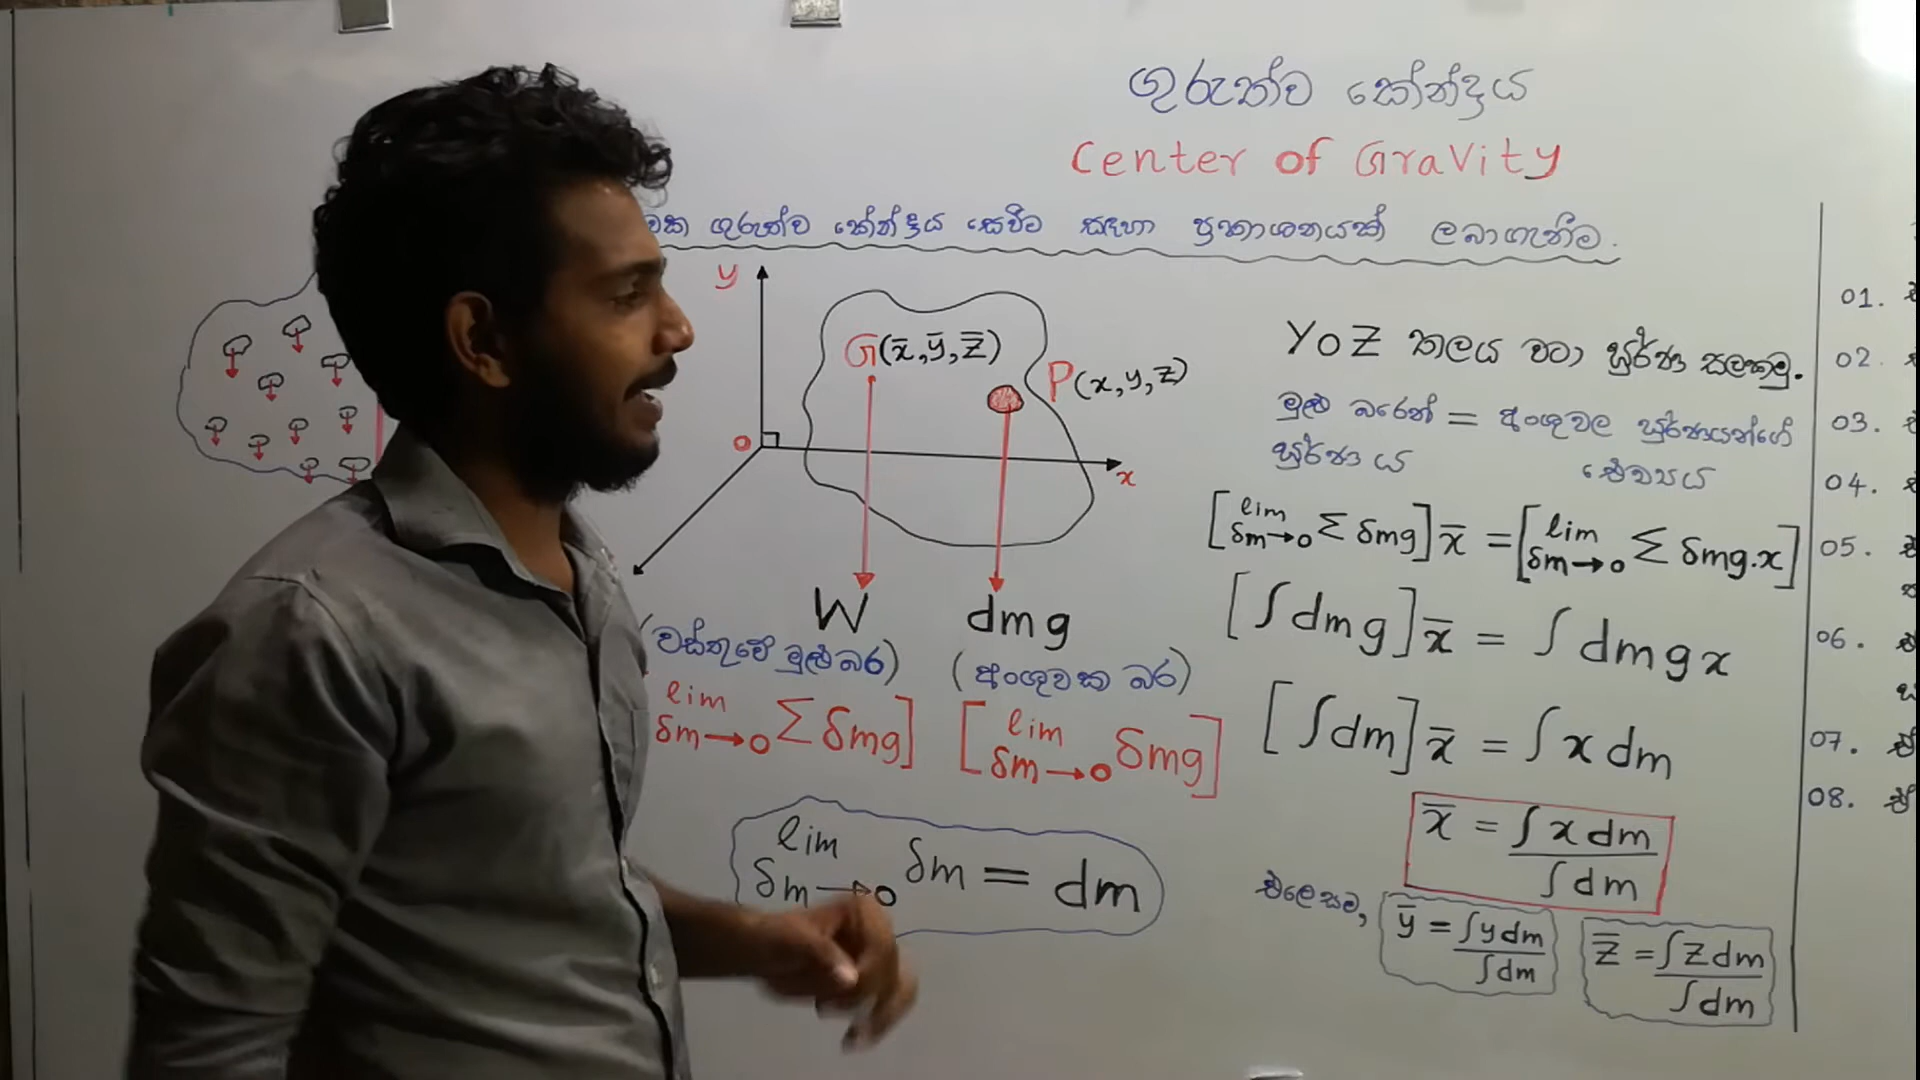 ගුරුත්ව කේන්ද්‍රය
Center of Gravity
වක ගුරුත්ව කේන්ද්‍රය සෙවීම සඳහා ප්‍රකාශනයක් ලබාගැනීම.
y
G(x̄, ȳ, z̄)
P(x, y, z)
o
x
W
dmg
(වස්තුවේ මුළු බර)
(අංශුවක බර)
lim δm→0 Σ δmg]
[lim δm→0 δmg]
lim δm→0 δm = dm
YOZ තලය වටා ඝූර්ණ සලකමු.
මුළු බරෙන් = අංශුවල ඝූර්ණයන්ගේ
ඝූර්ණය ඓක්‍යය
[lim δm→0 Σ δmg] x̄ = [lim δm→0 Σ δmg.x]
[∫dmg] x̄ = ∫dmgx
[∫dm] x̄ = ∫x dm
x̄ = ∫x dm / ∫dm
එලෙසම,
ȳ = ∫y dm / ∫dm
z̄ = ∫z dm / ∫dm
01.
02.
03.
04.
05.
06.
07.
08.